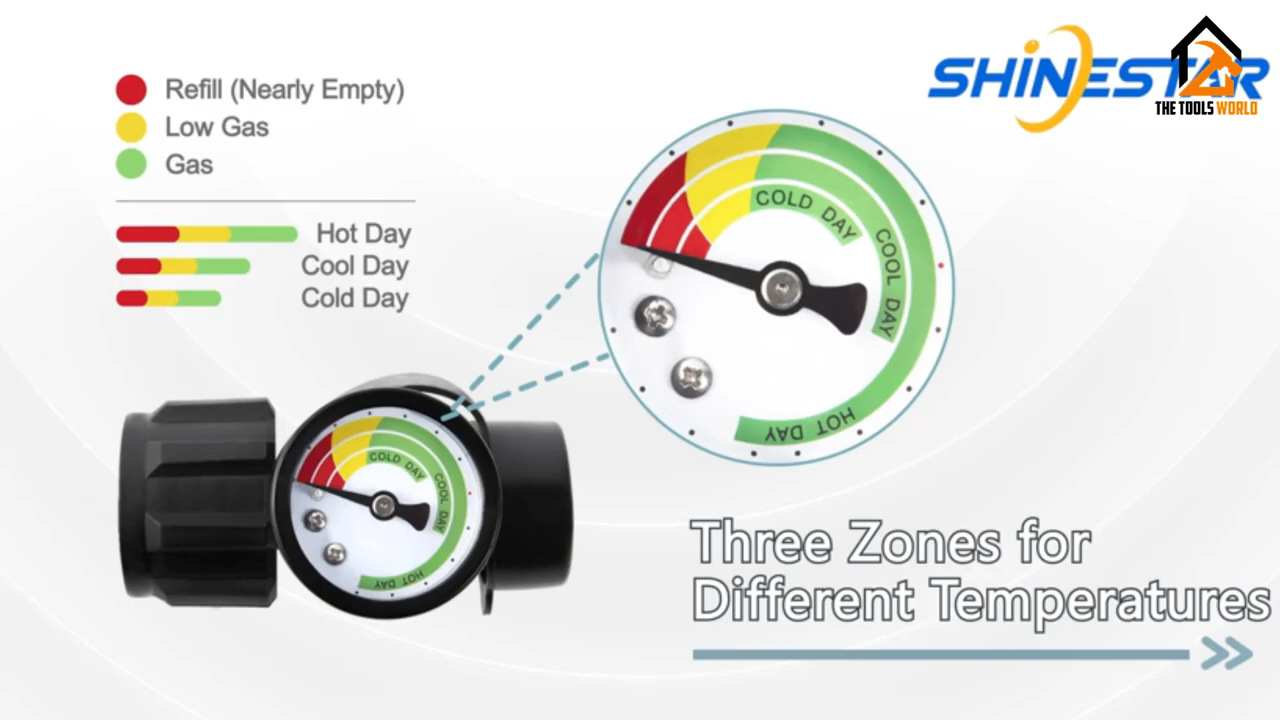 Refill (Nearly Empty)
Low Gas
Gas
Hot Day
Cool Day
Cold Day
SHINESTAR
THE TOOLS WORLD
COLD DAY
COOL DAY
HOT DAY
COLD DAY
COOL DAY
HOT DAY
Three Zones for
Different Temperatures